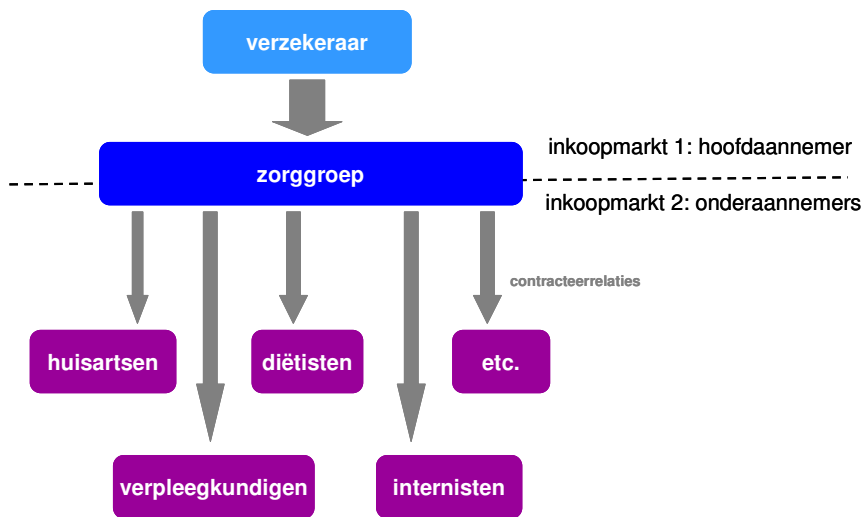 verzekeraar
inkoopmarkt 1: hoofdaannemer
zorggroep
inkoopmarkt 2: onderaannemers
contracteerrelaties
huisartsen
diëtisten
etc.
verpleegkundigen
internisten